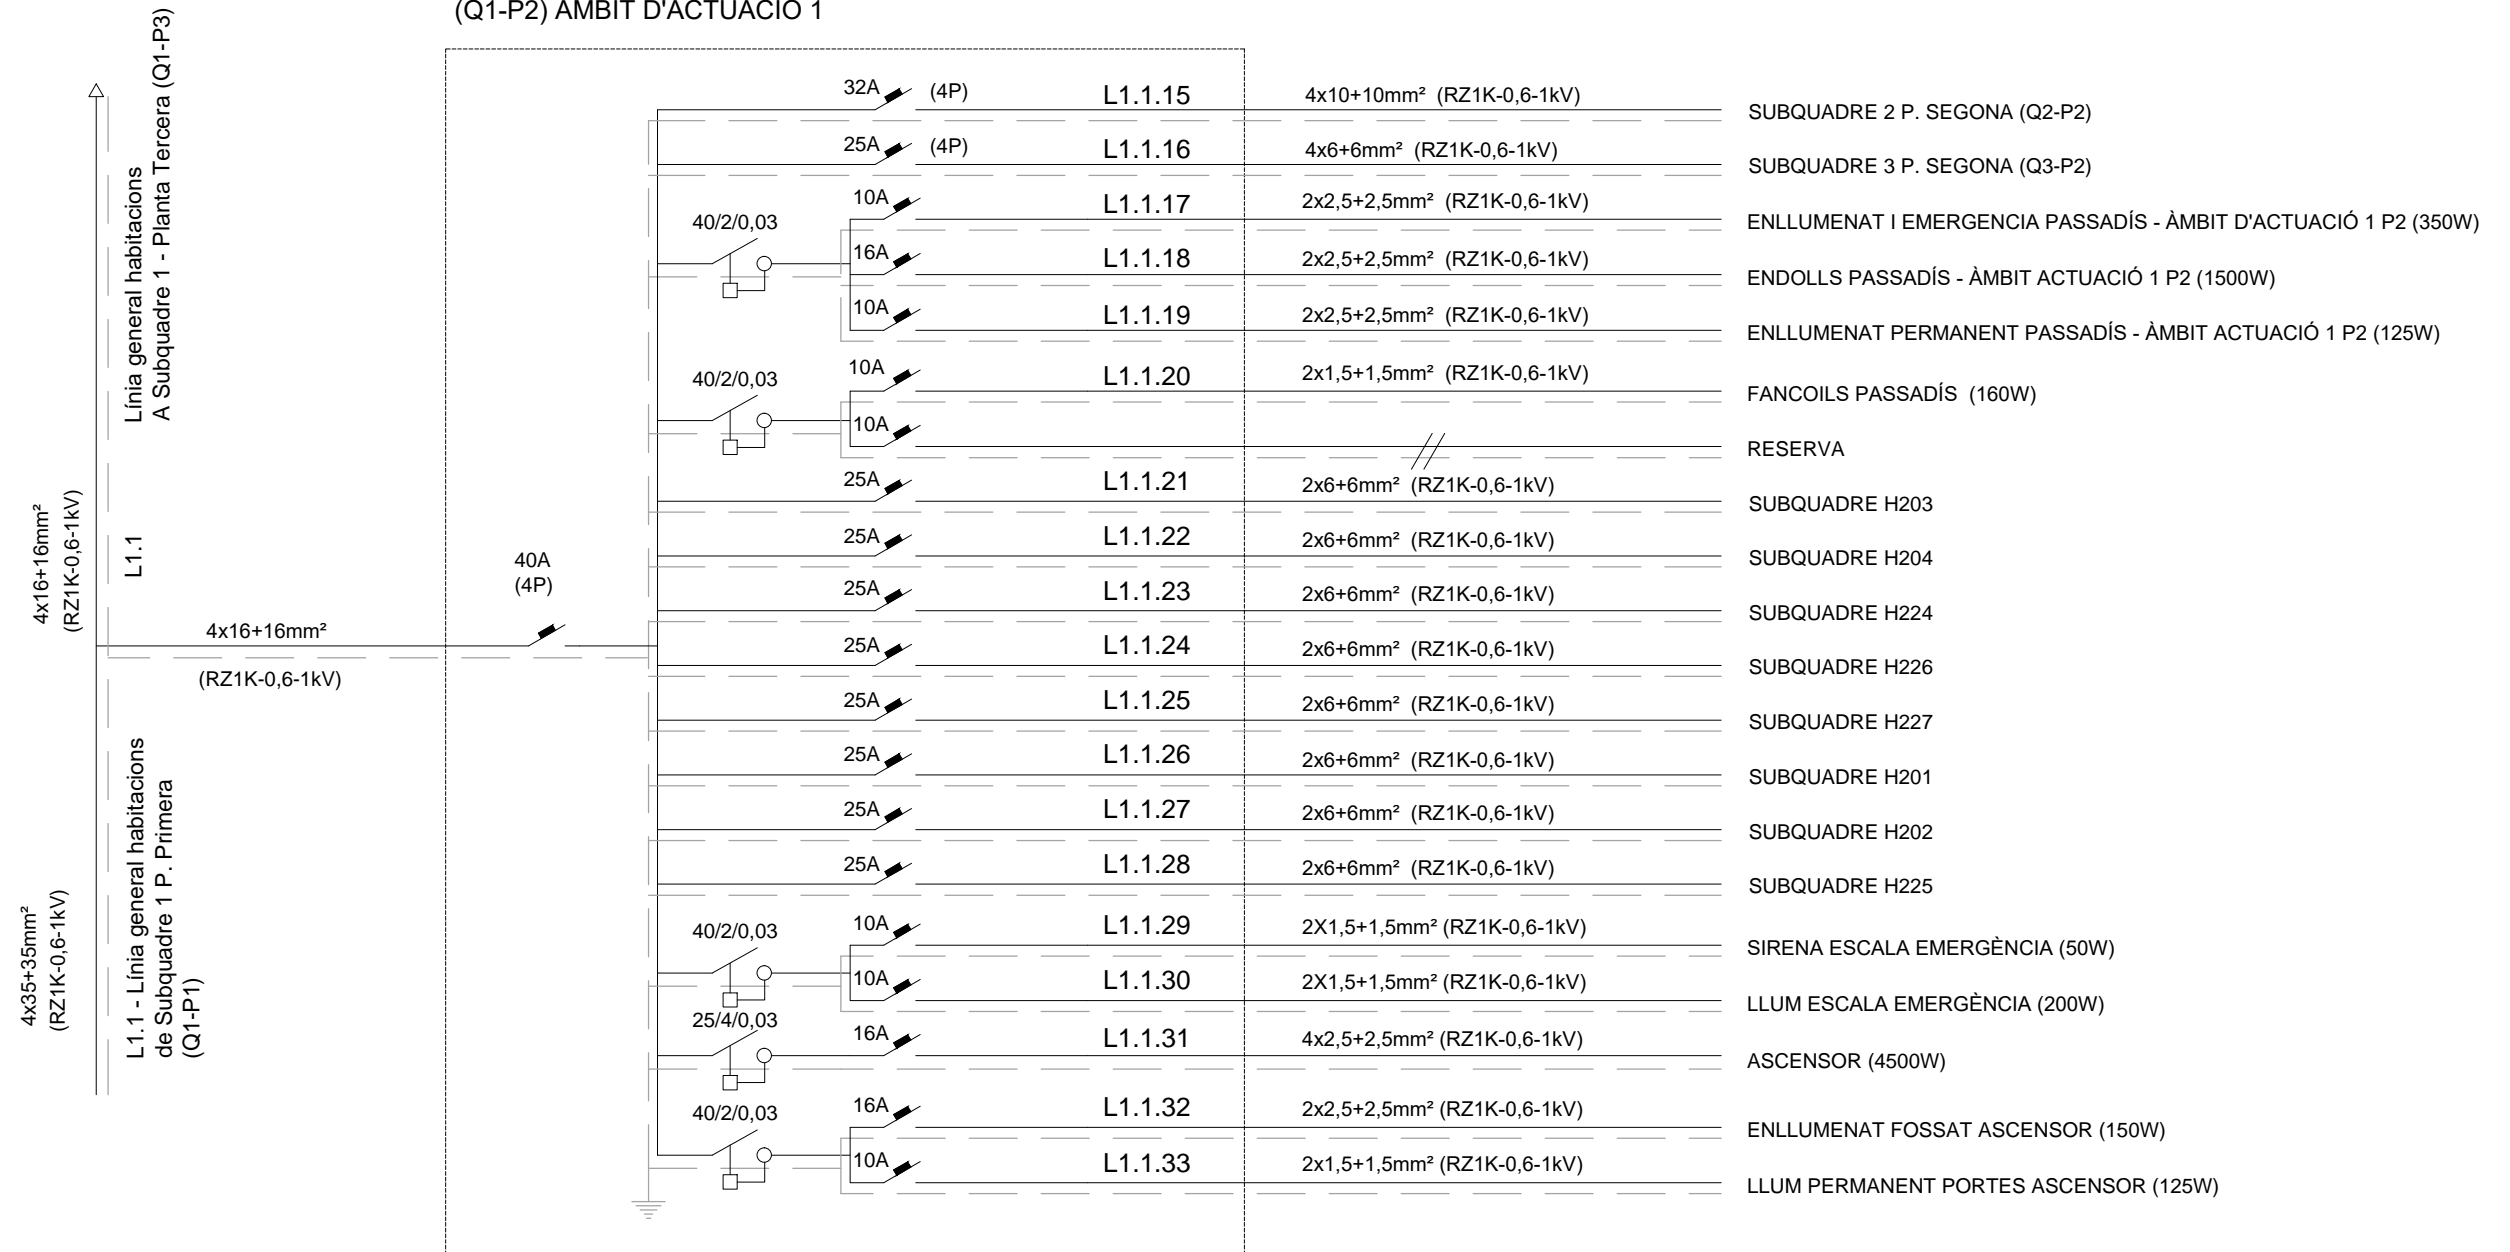 (Q1-P2) ÀMBIT D'ACTUACIÓ 1
Línia general habitacions
A Subquadre 1 - Planta Tercera (Q1-P3)
4x16+16mm²
(RZ1K-0,6-1kV)
L1.1
4x16+16mm²
(RZ1K-0,6-1kV)
40A
(4P)
4x35+35mm²
(RZ1K-0,6-1kV)
L1.1 - Línia general habitacions
de Subquadre 1 P. Primera
(Q1-P1)
32A (4P) L1.1.15 4x10+10mm² (RZ1K-0,6-1kV) SUBQUADRE 2 P. SEGONA (Q2-P2)
25A (4P) L1.1.16 4x6+6mm² (RZ1K-0,6-1kV) SUBQUADRE 3 P. SEGONA (Q3-P2)
40/2/0,03
10A L1.1.17 2x2,5+2,5mm² (RZ1K-0,6-1kV) ENLLUMENAT I EMERGENCIA PASSADÍS - ÀMBIT D'ACTUACIÓ 1 P2 (350W)
16A L1.1.18 2x2,5+2,5mm² (RZ1K-0,6-1kV) ENDOLLS PASSADÍS - ÀMBIT ACTUACIÓ 1 P2 (1500W)
10A L1.1.19 2x2,5+2,5mm² (RZ1K-0,6-1kV) ENLLUMENAT PERMANENT PASSADÍS - ÀMBIT ACTUACIÓ 1 P2 (125W)
40/2/0,03
10A L1.1.20 2x1,5+1,5mm² (RZ1K-0,6-1kV) FANCOILS PASSADÍS (160W)
10A RESERVA
25A L1.1.21 2x6+6mm² (RZ1K-0,6-1kV) SUBQUADRE H203
25A L1.1.22 2x6+6mm² (RZ1K-0,6-1kV) SUBQUADRE H204
25A L1.1.23 2x6+6mm² (RZ1K-0,6-1kV) SUBQUADRE H224
25A L1.1.24 2x6+6mm² (RZ1K-0,6-1kV) SUBQUADRE H226
25A L1.1.25 2x6+6mm² (RZ1K-0,6-1kV) SUBQUADRE H227
25A L1.1.26 2x6+6mm² (RZ1K-0,6-1kV) SUBQUADRE H201
25A L1.1.27 2x6+6mm² (RZ1K-0,6-1kV) SUBQUADRE H202
25A L1.1.28 2x6+6mm² (RZ1K-0,6-1kV) SUBQUADRE H225
40/2/0,03
10A L1.1.29 2X1,5+1,5mm² (RZ1K-0,6-1kV) SIRENA ESCALA EMERGÈNCIA (50W)
10A L1.1.30 2X1,5+1,5mm² (RZ1K-0,6-1kV) LLUM ESCALA EMERGÈNCIA (200W)
25/4/0,03
16A L1.1.31 4x2,5+2,5mm² (RZ1K-0,6-1kV) ASCENSOR (4500W)
40/2/0,03
16A L1.1.32 2x2,5+2,5mm² (RZ1K-0,6-1kV) ENLLUMENAT FOSSAT ASCENSOR (150W)
10A L1.1.33 2x1,5+1,5mm² (RZ1K-0,6-1kV) LLUM PERMANENT PORTES ASCENSOR (125W)